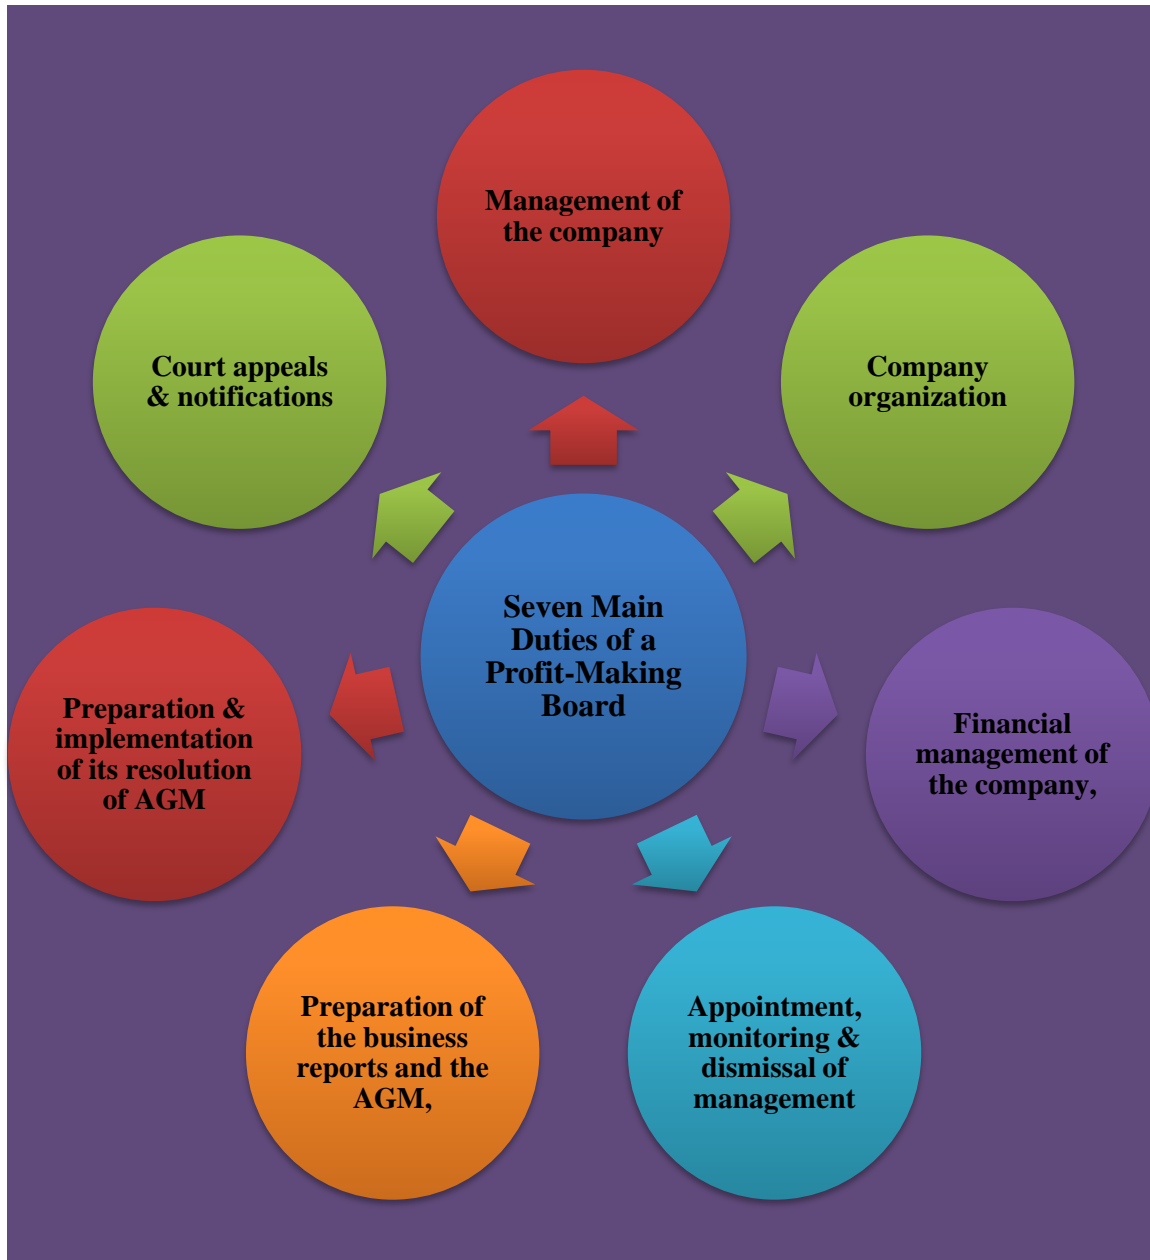 Management of
the company
Company
organization
Financial
management of
the company,
Appointment,
monitoring &
dismissal of
management
Preparation of
the business
reports and the
AGM,
Preparation &
implementation
of its resolution
of AGM
Court appeals
& notifications
Seven Main
Duties of a
Profit-Making
Board